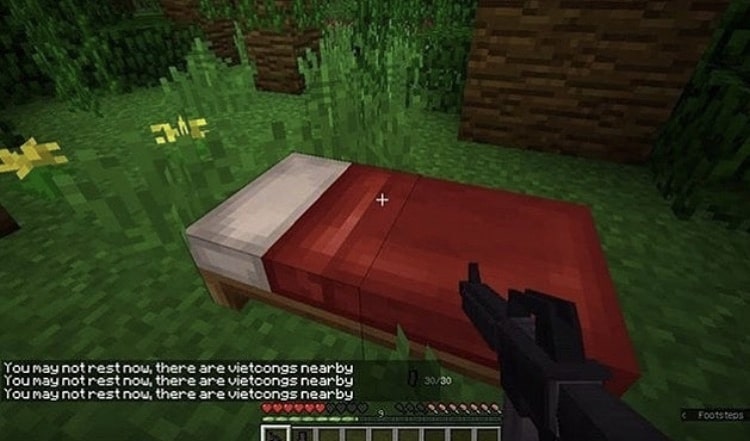 You may not rest now, there are vietcongs nearby
You may not rest now, there are vietcongs nearby
You may not rest now, there are vietcongs nearby
30/30
9
< Footsteps